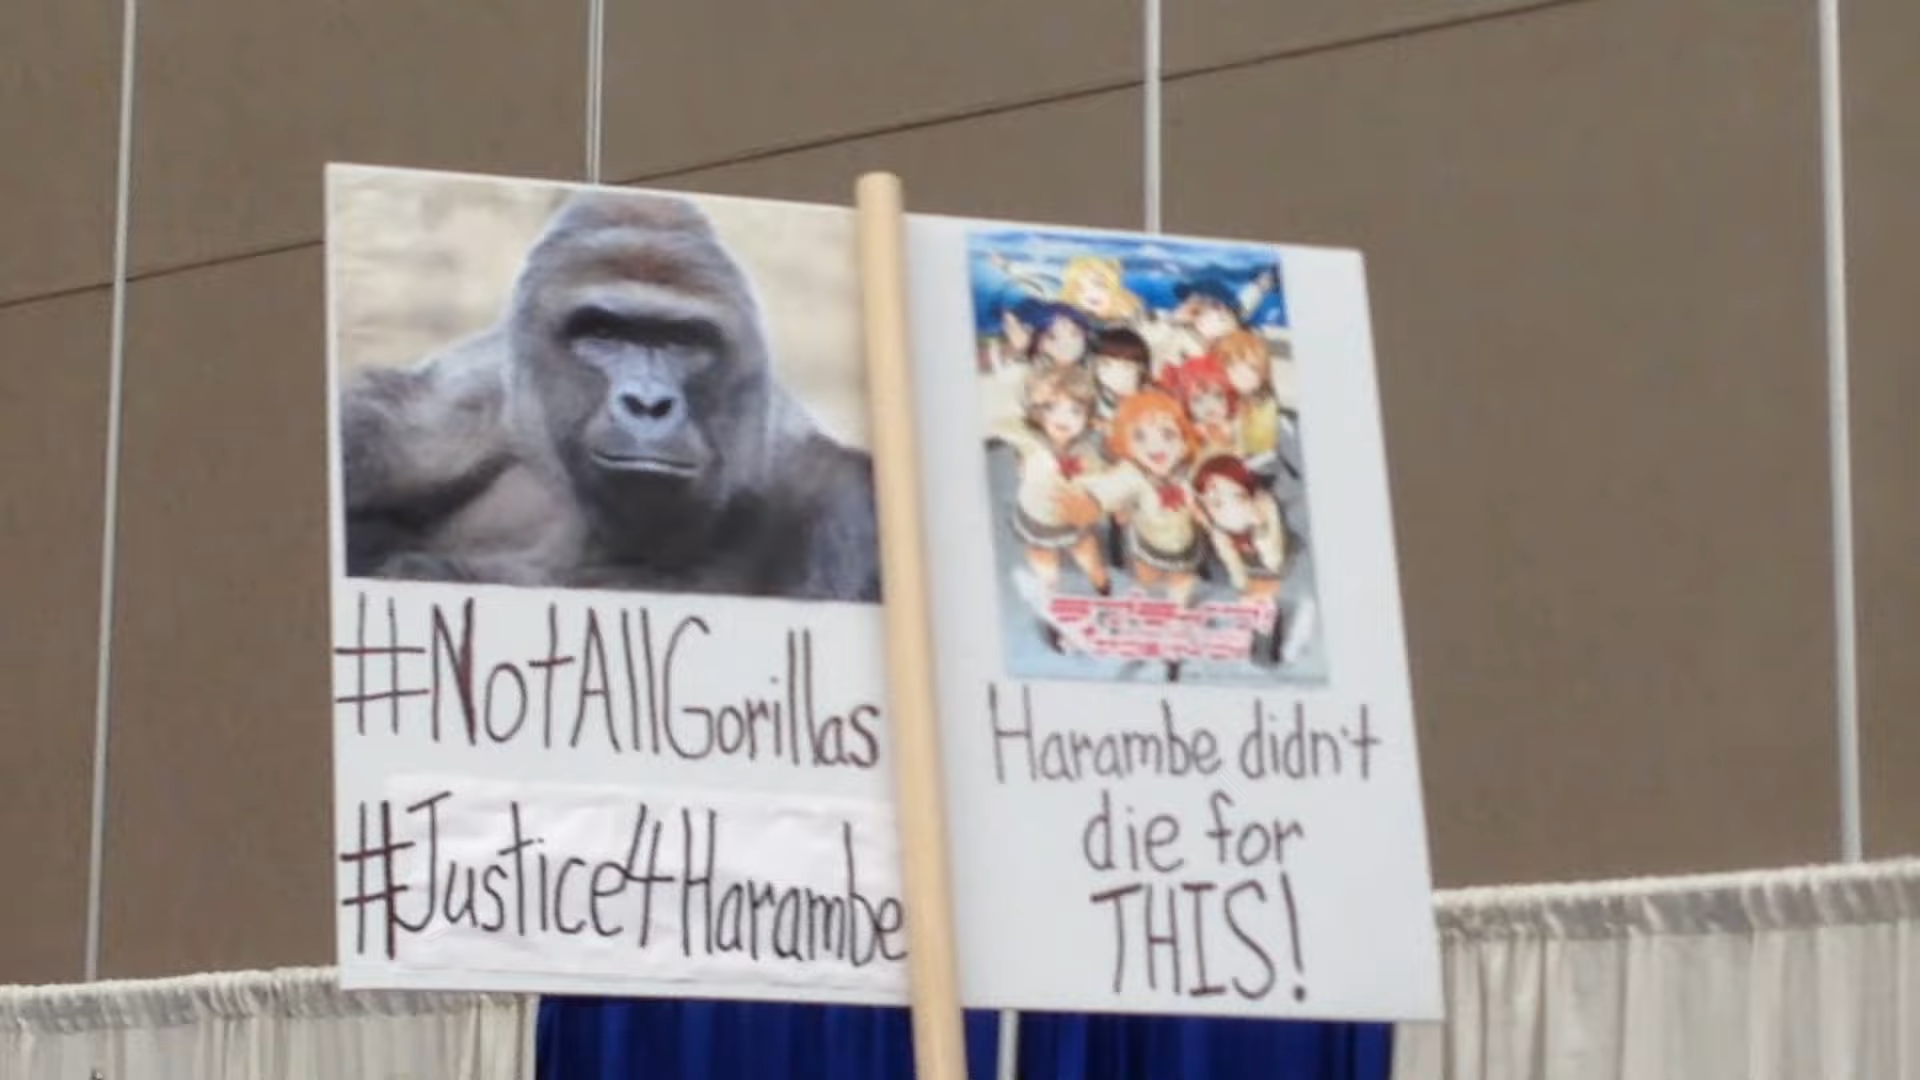 #NotAllGorillas
#Justice4Harambe
Harambe didn't
die for
THIS!